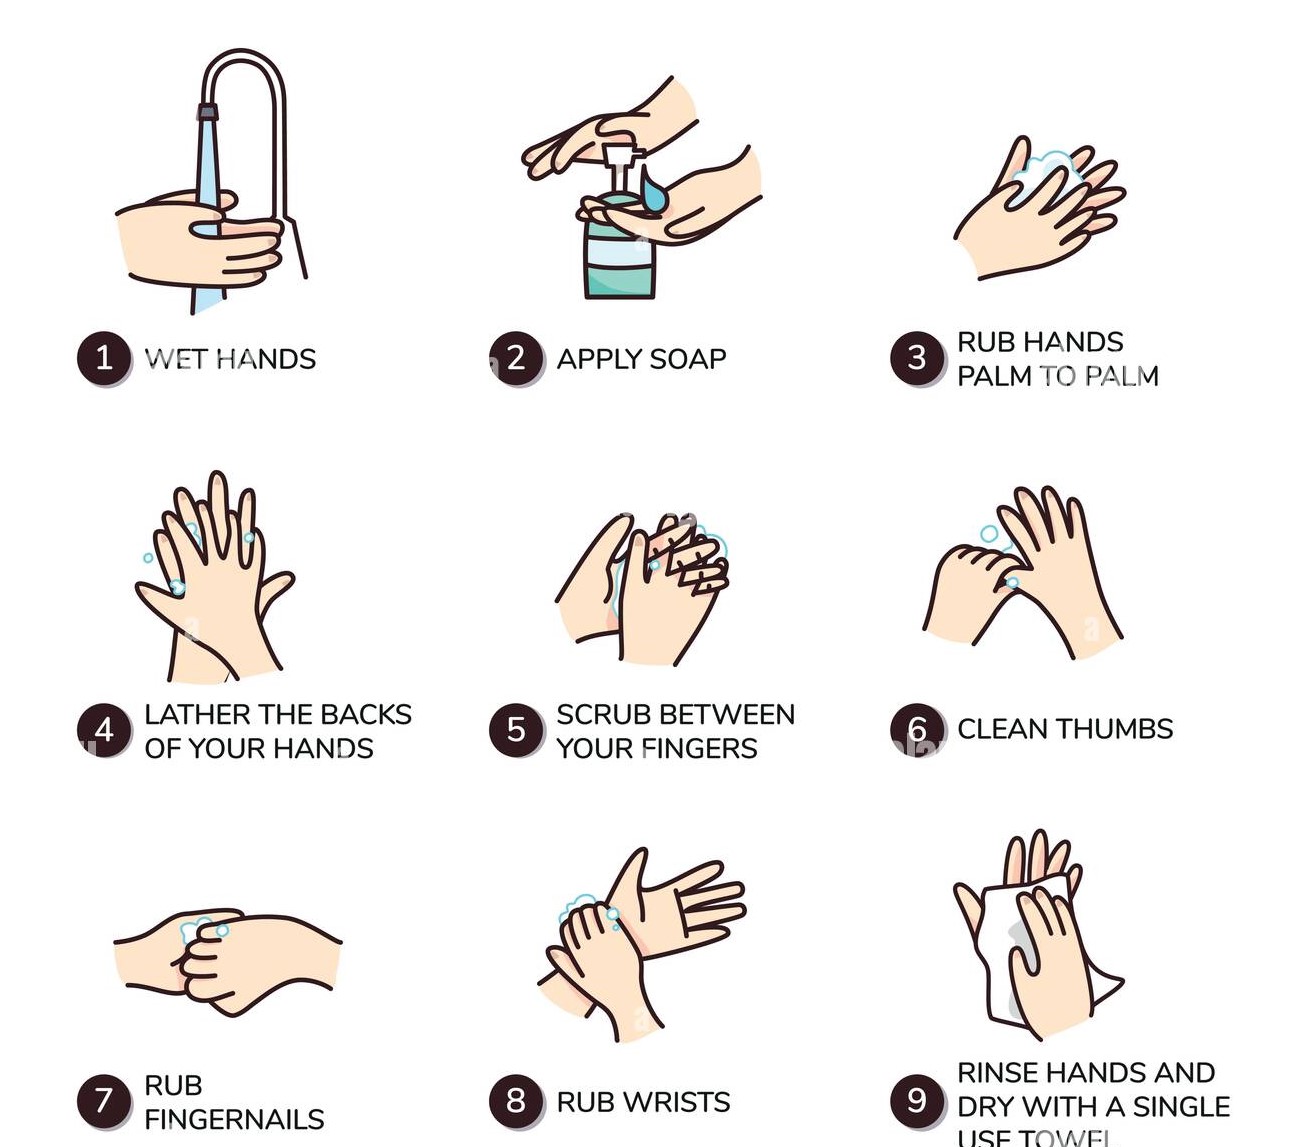 1 WET HANDS
2 APPLY SOAP
3 RUB HANDS
PALM TO PALM
4 LATHER THE BACKS
OF YOUR HANDS
5 SCRUB BETWEEN
YOUR FINGERS
6 CLEAN THUMBS
7 RUB
FINGERNAILS
8 RUB WRISTS
9 RINSE HANDS AND
DRY WITH A SINGLE
USE TOWEL